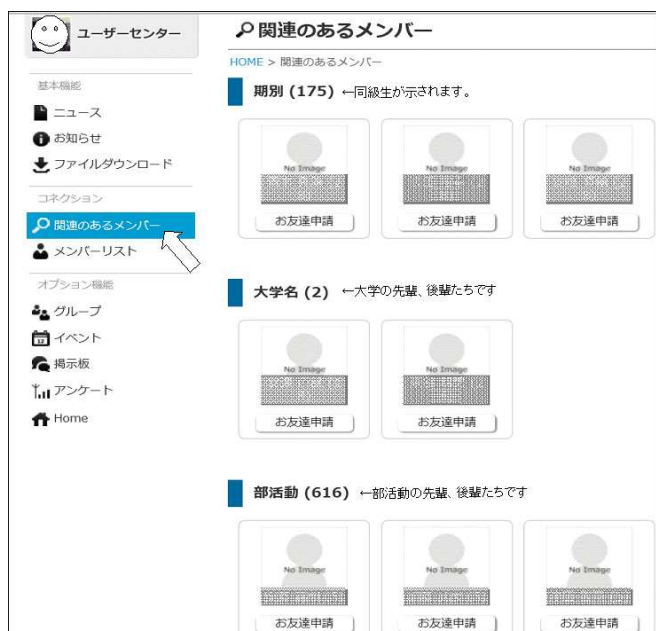 ユーザーセンター
基本機能
ニュース
お知らせ
ファイルダウンロード
コネクション
関連のあるメンバー
メンバーリスト
オプション機能
グループ
イベント
掲示板
アンケート
Home
関連のあるメンバー
HOME > 関連のあるメンバー
期別 (175) ←同級生が示されます。
No Image No Image No Image
お友達申請 お友達申請 お友達申請
大学名 (2) ←大学の先輩、後輩たちです
No Image No Image
お友達申請 お友達申請
部活動 (616) ←部活動の先輩、後輩たちです
No Image No Image No Image
お友達申請 お友達申請 お友達申請